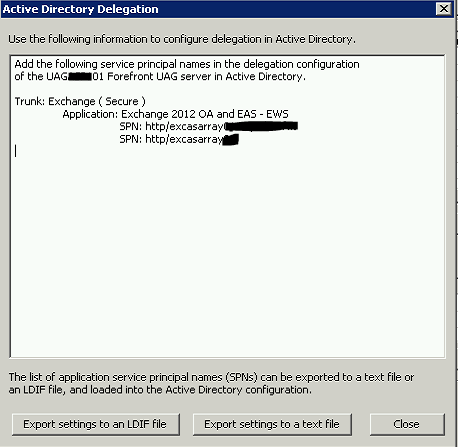 Active Directory Delegation
Use the following information to configure delegation in Active Directory.
Add the following service principal names in the delegation configuration
of the UAG 01 Forefront UAG server in Active Directory.
Trunk: Exchange ( Secure )
Application: Exchange 2012 OA and EAS - EWS
SPN: http/excasarray
SPN: http/excasarray
The list of application service principal names (SPNs) can be exported to a text file or
an LDIF file, and loaded into the Active Directory configuration.
Export settings to an LDIF file
Export settings to a text file
Close